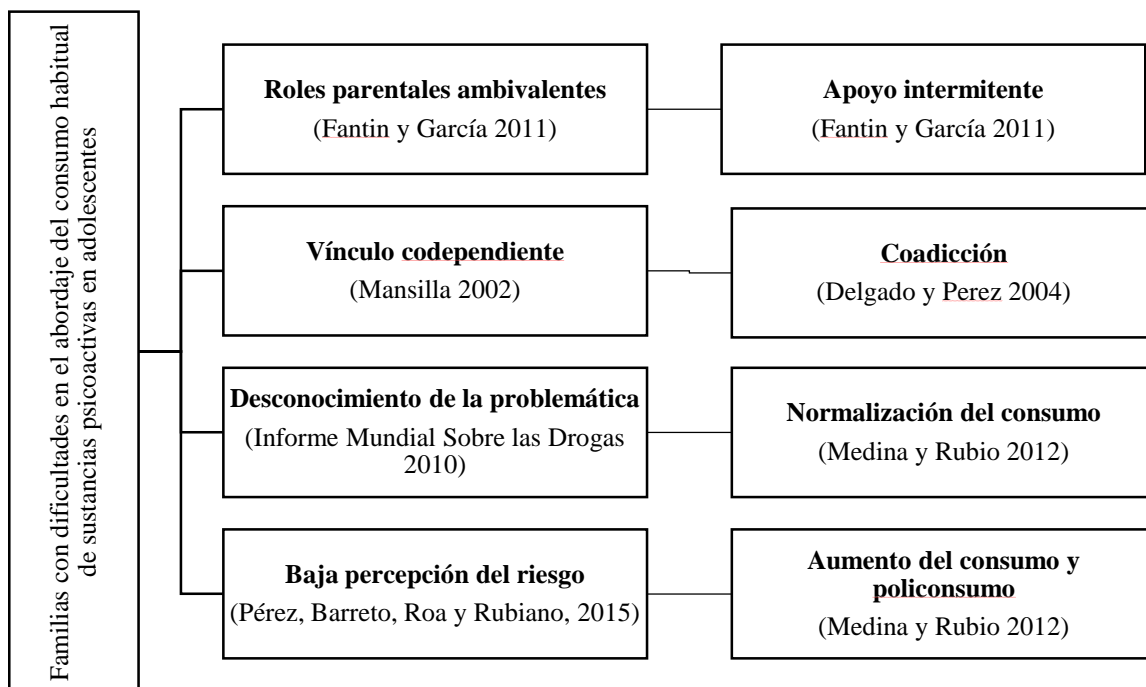 Familias con dificultades en el abordaje del consumo habitual
de sustancias psicoactivas en adolescentes
Roles parentales ambivalentes
(Fantin y García 2011)
Apoyo intermitente
(Fantin y García 2011)
Vínculo codependiente
(Mansilla 2002)
Coadicción
(Delgado y Perez 2004)
Desconocimiento de la problemática
(Informe Mundial Sobre las Drogas
2010)
Normalización del consumo
(Medina y Rubio 2012)
Baja percepción del riesgo
(Pérez, Barreto, Roa y Rubiano, 2015)
Aumento del consumo y
policonsumo
(Medina y Rubio 2012)